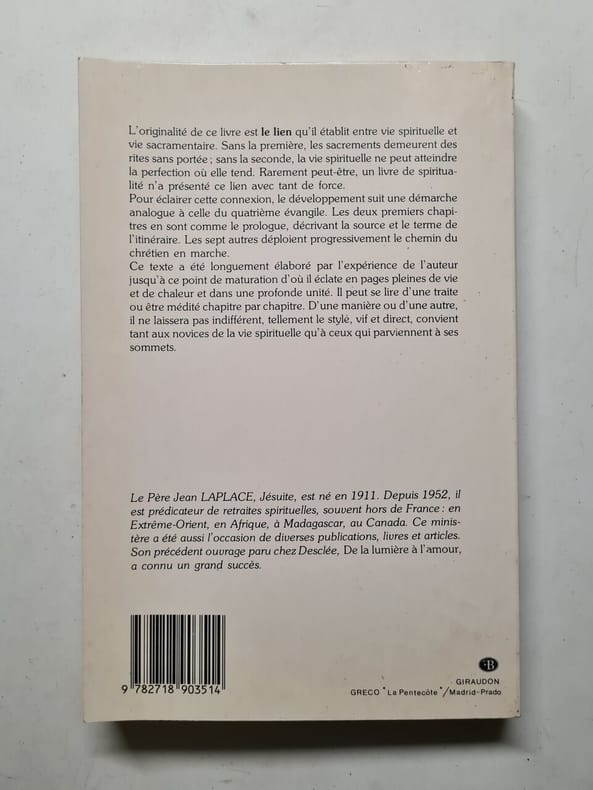 L'originalité de ce livre est le lien qu'il établit entre vie spirituelle et
vie sacramentaire. Sans la première, les sacrements demeurent des
rites sans portée ; sans la seconde, la vie spirituelle ne peut atteindre
la perfection où elle tend. Rarement peut-être, un livre de spiritua-
lité n'a présenté ce lien avec tant de force.
Pour éclairer cette connexion, le développement suit une démarche
analogue à celle du quatrième évangile. Les deux premiers chapi-
tres en sont comme le prologue, décrivant la source et le terme de
l'itinéraire. Les sept autres déploient progressivement le chemin du
chrétien en marche.
Ce texte a été longuement élaboré par l'expérience de l'auteur
jusqu'à ce point de maturation d'où il éclate en pages pleines de vie
et de chaleur et dans une profonde unité. Il peut se lire d'une traite
ou être médité chapitre par chapitre. D'une manière ou d'une autre,
il ne laissera pas indifférent, tellement le style, vif et direct, convient
tant aux novices de la vie spirituelle qu'à ceux qui parviennent à ses
sommets.
Le Père Jean LAPLACE, Jésuite, est né en 1911. Depuis 1952, il
est prédicateur de retraites spirituelles, souvent hors de France : en
Extrême-Orient, en Afrique, à Madagascar, au Canada. Ce minis-
tère a été aussi l'occasion de diverses publications, livres et articles.
Son précédent ouvrage paru chez Desclée, De la lumière à l'amour,
a connu un grand succès.
9 782718 903514
B
GIRAUDON
GRECO "La Pentecôte"/Madrid-Prado